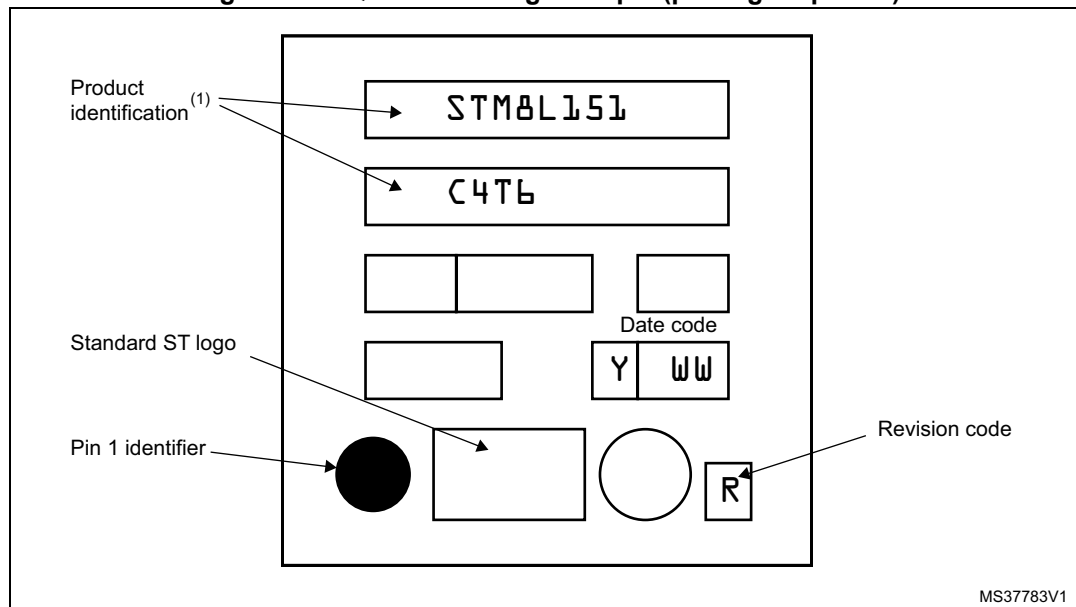 Product
identification (1)
STM8L151
C4T6
Date code
Standard ST logo
Y WW
Pin 1 identifier
Revision code
R
MS37783V1